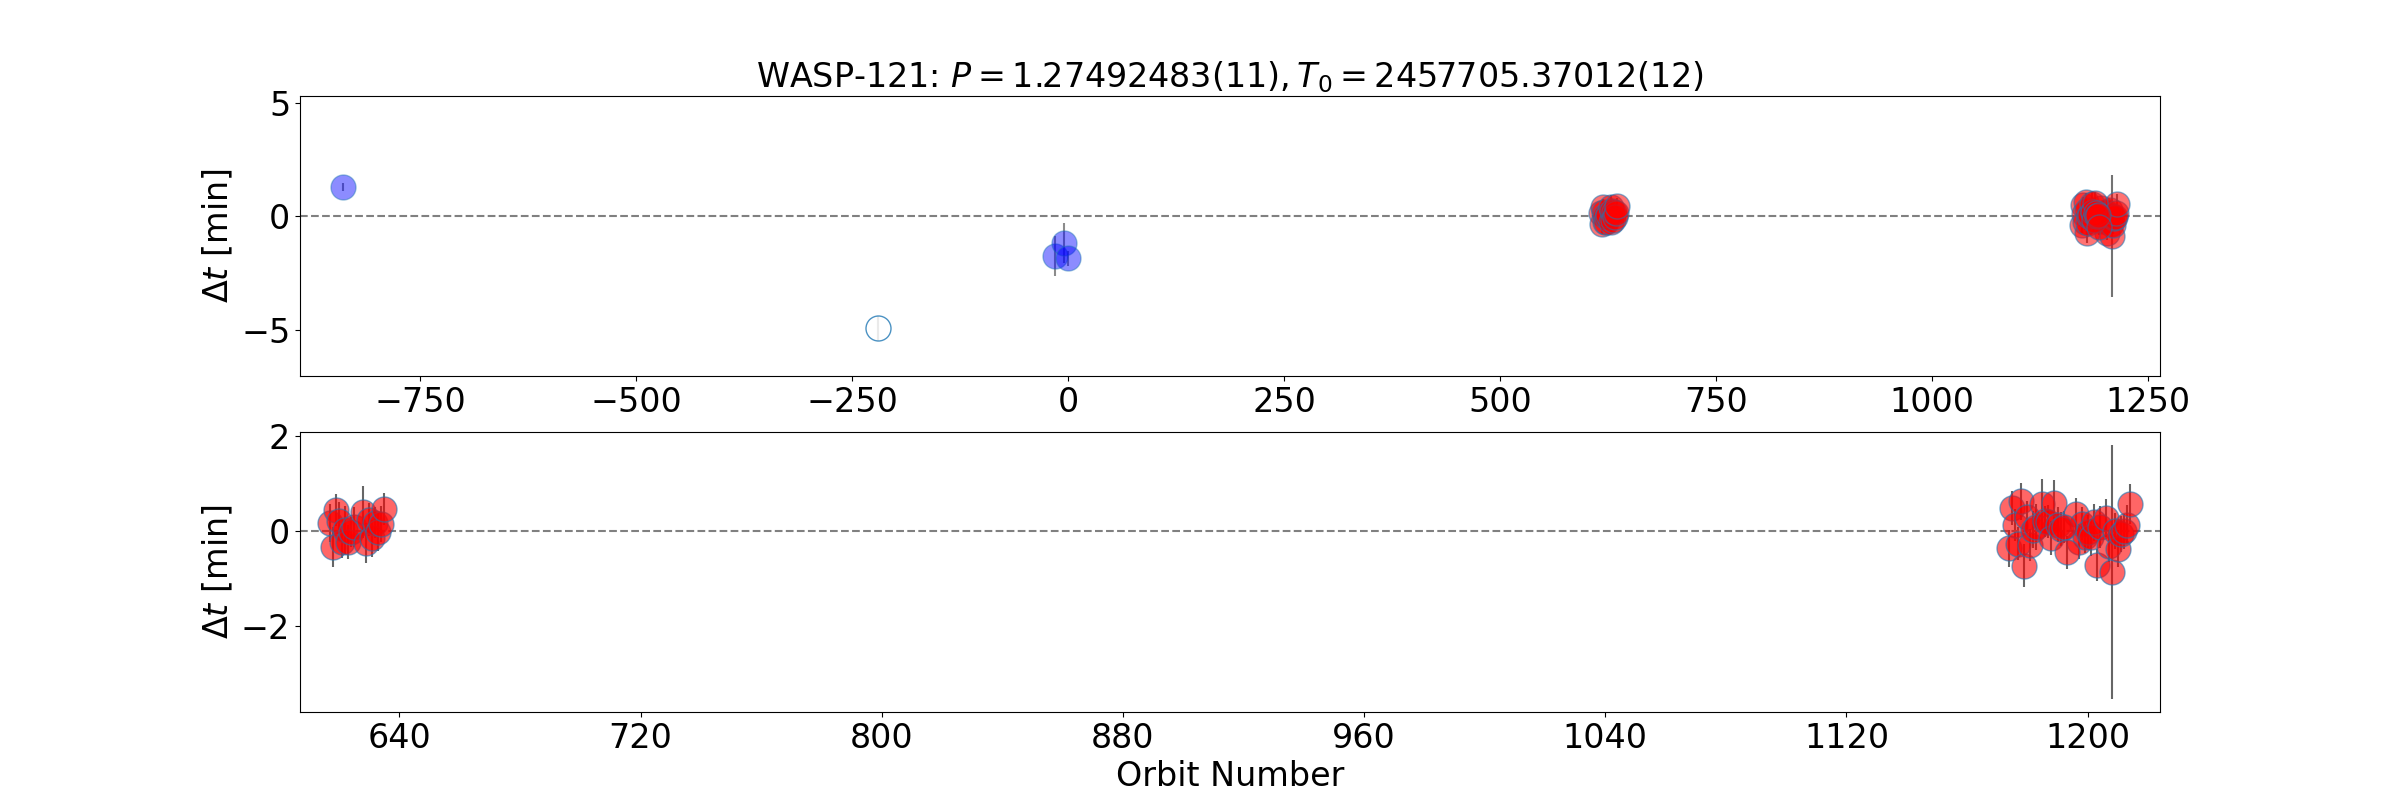 WASP-121: P = 1.27492483(11), T₀ = 2457705.37012(12)
5
0
−5
Δt [min]
−750 −500 −250 0 250 500 750 1000 1250
2
0
−2
Δt [min]
640 720 800 880 960 1040 1120 1200
Orbit Number